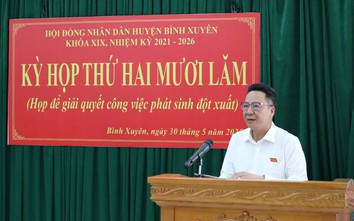 HỘI ĐỒNG NHÂN DÂN HUYỆN BÌNH XUYÊN
KHÓA XIX, NHIỆM KỲ 2021 - 2026
KỲ HỌP THỨ HAI MƯƠI LĂM
(Họp để giải quyết công việc phát sinh đột xuất)
Bình Xuyên, ngày 30 tháng 5 năm